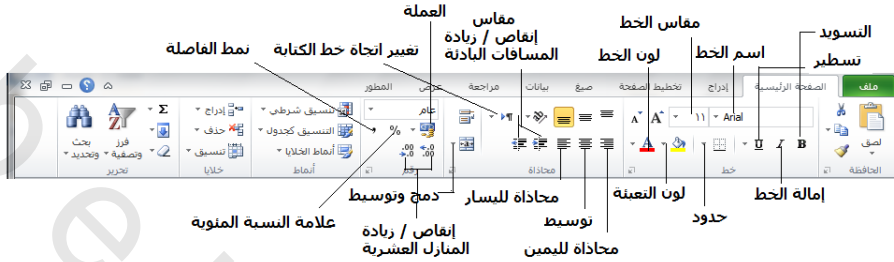 العملة
مقاس
إنقاص / زيادة
المسافات البادئة
مقاس الخط
التسويد
نمط الفاصلة
تغيير اتجاة خط الكتابة
لون الخط
اسم الخط
تسطير
ملف
الصفحة الرئيسية
إدراج
تخطيط الصفحة
صيغ
بيانات
مراجعة
عرض
المطور
لصق
الحافظة
Arial
١١
A A
B I U
A
خط
محاذاة
عام
%
رقم
تنسيق شرطي
التنسيق كجدول
أنماط الخلايا
أنماط
إدراج
حذف
تنسيق
خلايا
Σ
فرز
وتصفية
بحث
وتحديد
تحرير
دمج وتوسيط
محاذاة لليسار
لون التعبئة
إمالة الخط
علامة النسبة المئوية
توسيط
حدود
إنقاص / زيادة
المنازل العشرية
محاذاة لليمين